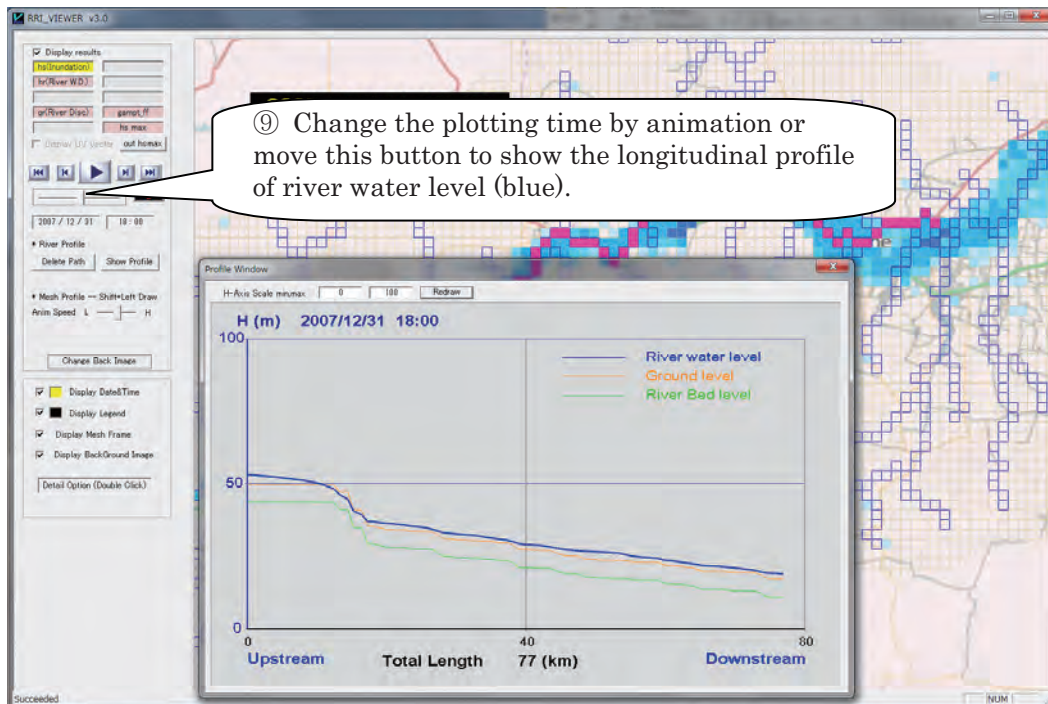 RRI_VIEWER v3.0
Display results
hs(Inundation)
hr(River W.D.)
qr(River Disc)
gampt_ff
hs max
Display UV Vector
out hsmax
⑨ Change the plotting time by animation or
move this button to show the longitudinal profile
of river water level (blue).
2007 / 12 / 31
18 : 00
* River Profile
Delete Path
Show Profile
* Mesh Profile -- Shift+Left Draw
Anim Speed L
H
Change Back Image
Display Date&Time
Display Legend
Display Mesh Frame
Display BackGround Image
Detail Option (Double Click)
Profile Window
H-Axis Scale min,max
0
100
Redraw
H (m) 2007/12/31 18:00
100
River water level
Ground level
River Bed level
50
0
0
40
80
Upstream
Total Length 77 (km)
Downstream
Succeeded
NUM